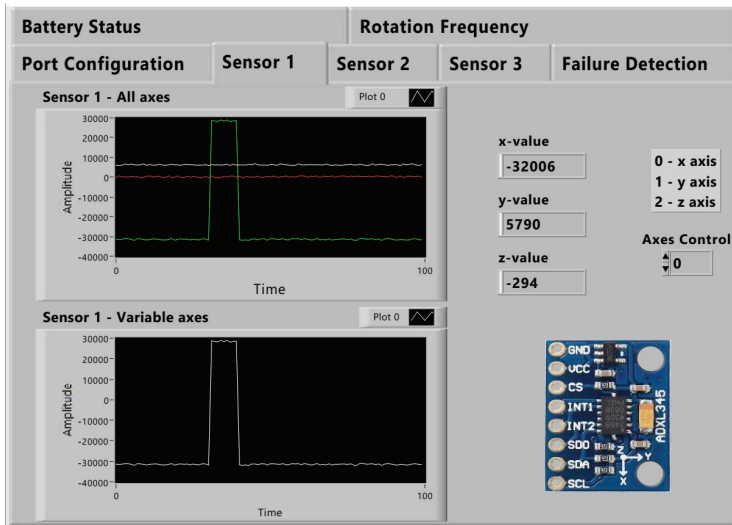 Battery Status
Rotation Frequency
Port Configuration
Sensor 1
Sensor 2
Sensor 3
Failure Detection
Sensor 1 - All axes
Plot 0
30000-
20000-
10000-
0-
-10000-
-20000-
-30000-
-40000-
Amplitude
0
100
Time
Sensor 1 - Variable axes
Plot 0
30000-
20000-
10000-
0-
-10000-
-20000-
-30000-
-40000-
Amplitude
0
100
Time
x-value
-32006
y-value
5790
z-value
-294
0 - x axis
1 - y axis
2 - z axis
Axes Control
0
GND
VCC
CS
INT1
INT2
SDO
SDA
SCL
ADXL345
Z
Y
X